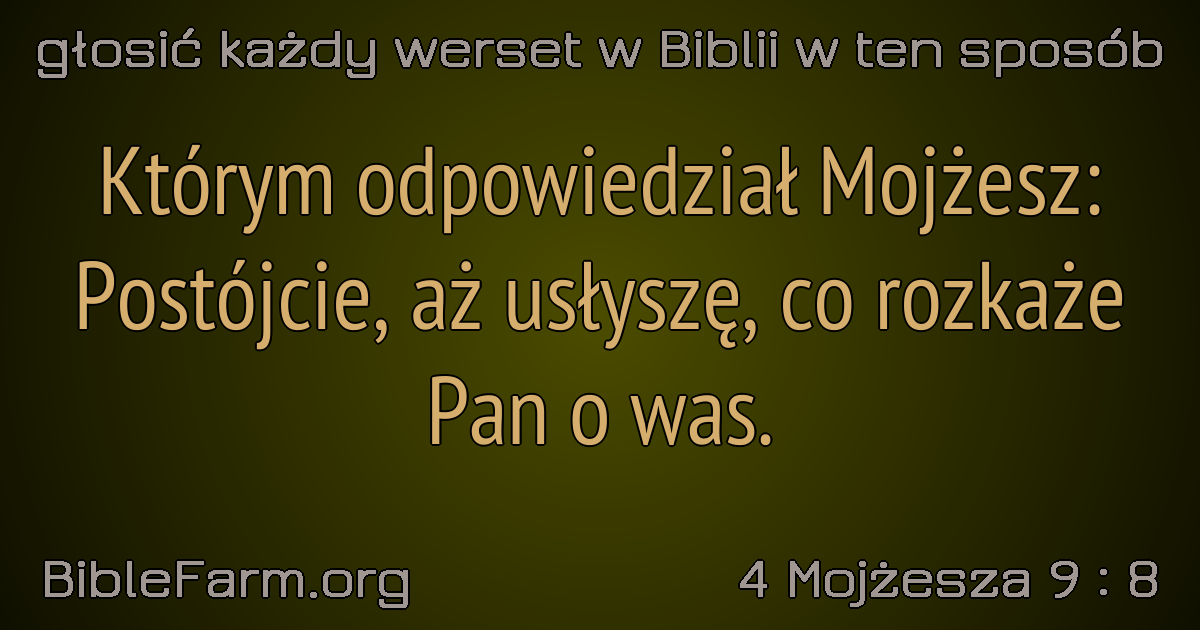 głosić każdy werset w Biblii w ten sposób
Którym odpowiedział Mojżesz:
Postójcie, aż usłyszę, co rozkaże
Pan o was.
BibleFarm.org
4 Mojżesza 9 : 8